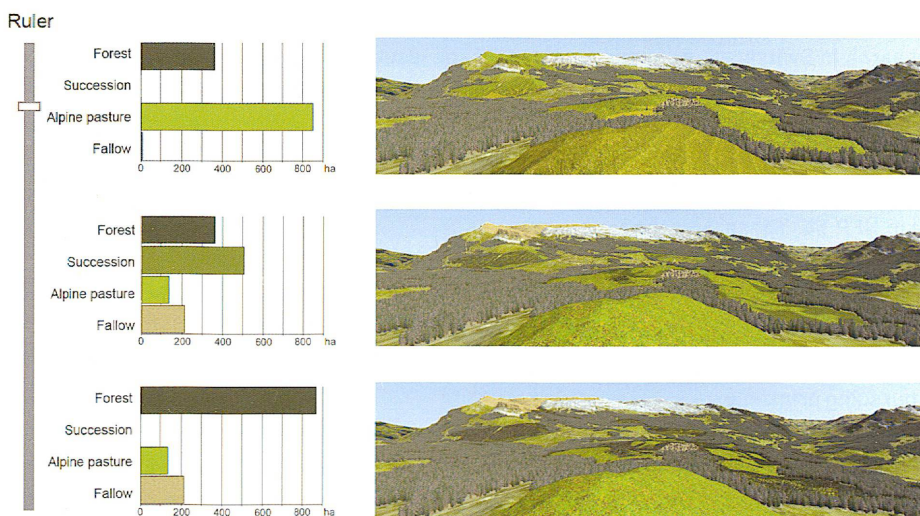 Ruler
Forest
Succession
Alpine pasture
Fallow
0 200 400 600 800 ha
Forest
Succession
Alpine pasture
Fallow
0 200 400 600 800 ha
Forest
Succession
Alpine pasture
Fallow
0 200 400 600 800 ha